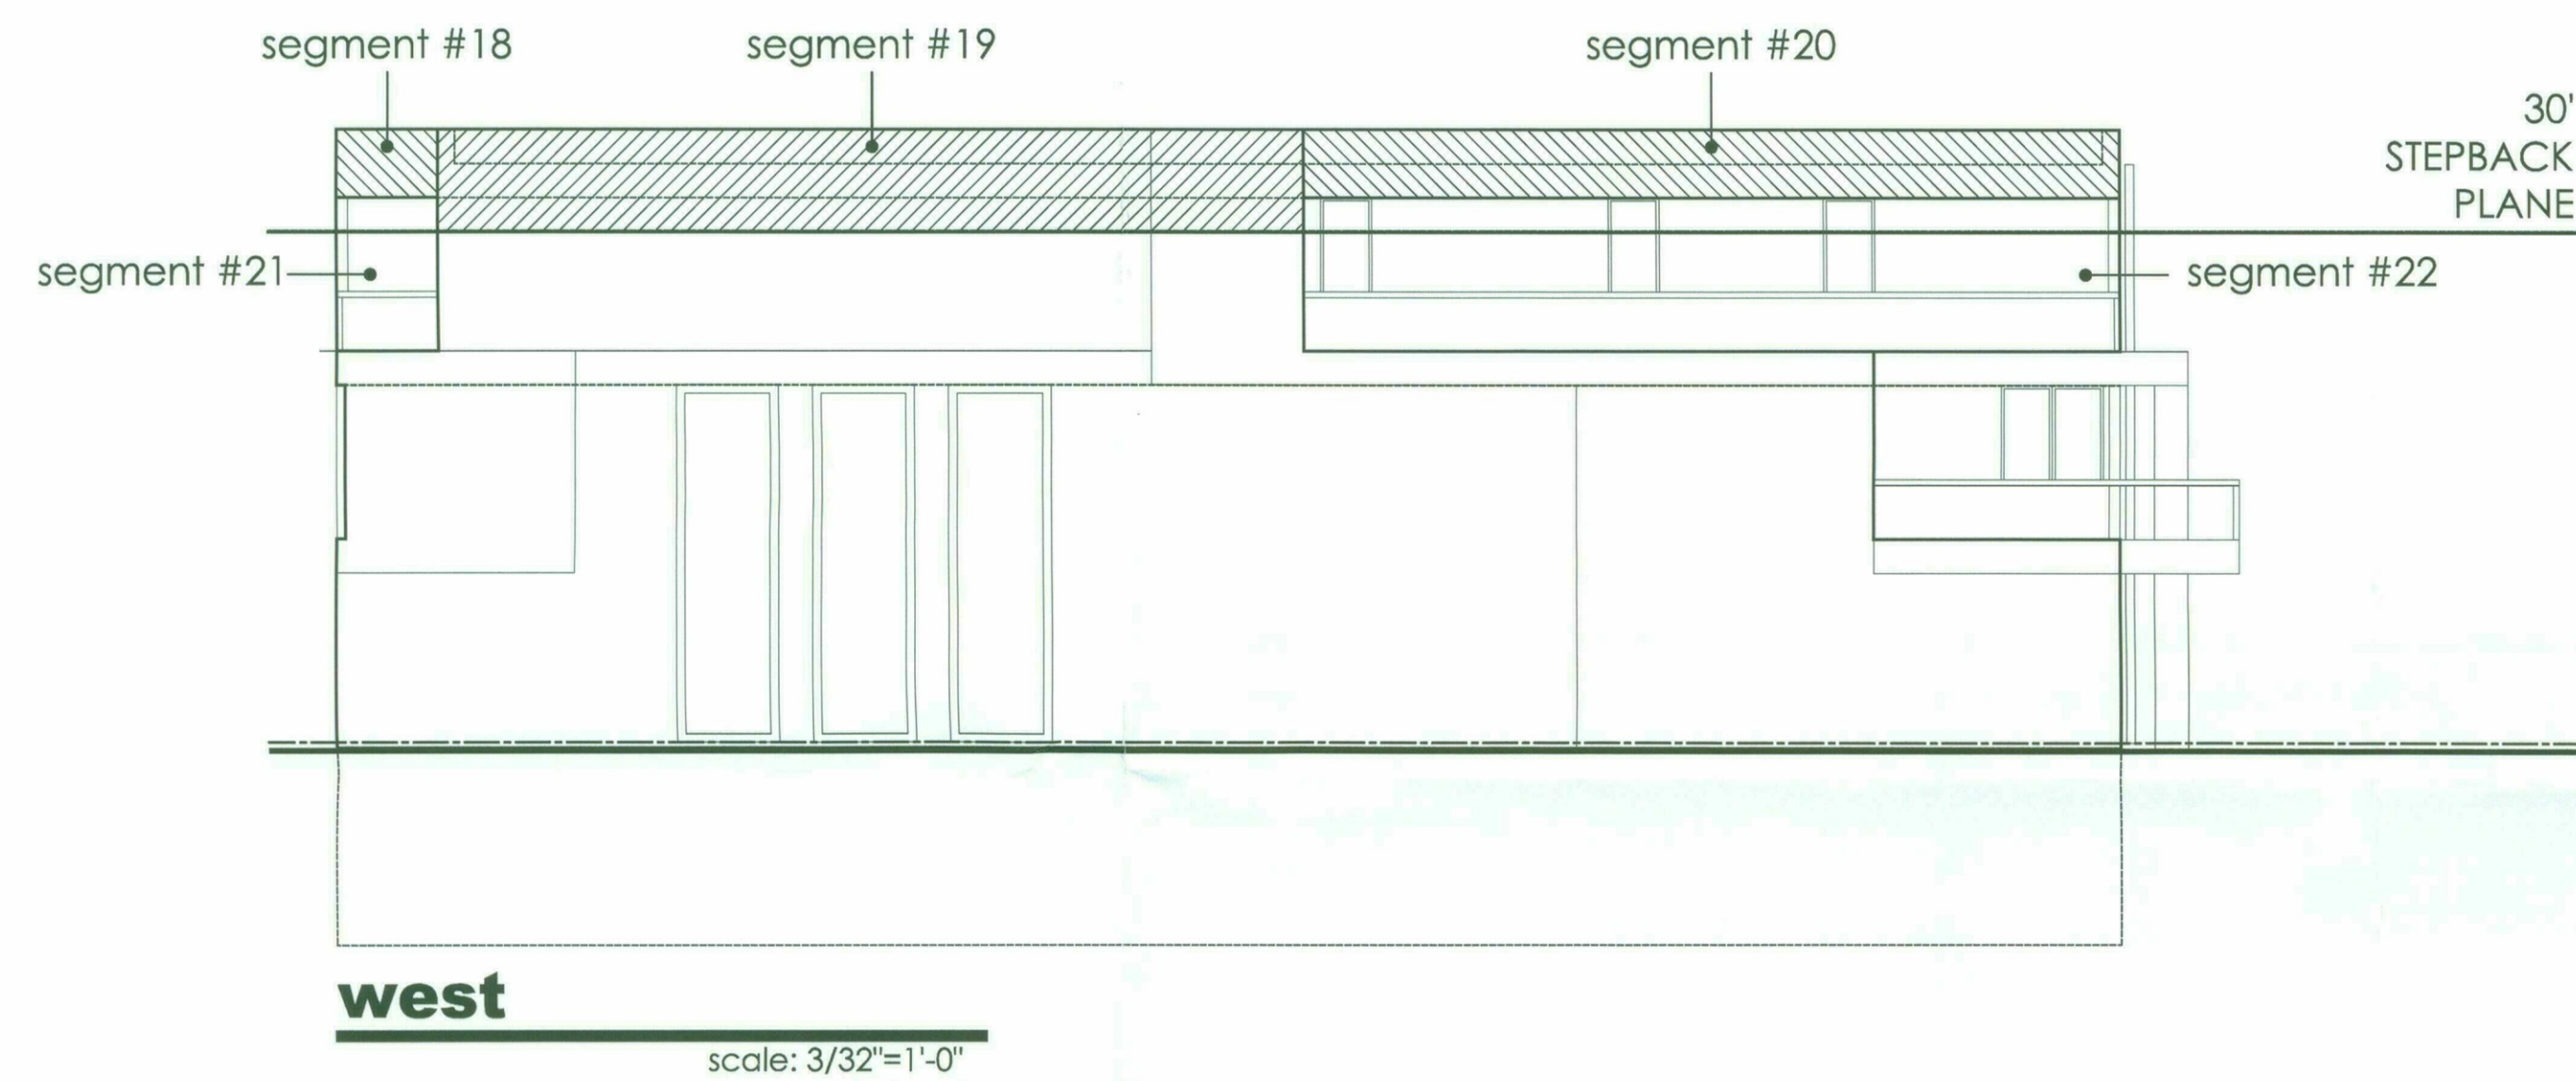 segment #18
segment #19
segment #20
30'
STEPBACK
PLANE
segment #21
segment #22
west
scale: 3/32"=1'-0"